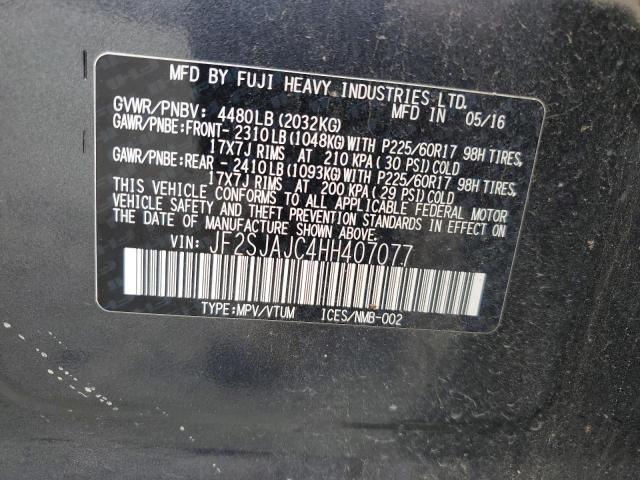 MFD BY FUJI HEAVY INDUSTRIES LTD.
GVWR/PNBV: 4480LB (2032KG) MFD IN 05/16
GAWR/PNBE:FRONT- 2310LB(1048KG)WITH P225/60R17 98H TIRES,
17X7J RIMS AT 210 KPA( 30 PSI)COLD
GAWR/PNBE:REAR - 2410LB(1093KG)WITH P225/60R17 98H TIRES,
17X7J RIMS AT 200 KPA( 29 PSI)COLD
THIS VEHICLE CONFORMS TO ALL APPLICABLE FEDERAL MOTOR
VEHICLE SAFETY AND THEFT PREVENTION STANDARDS IN EFFECT ON
THE DATE OF MANUFACTURE SHOWN ABOVE.
VIN: JF2SJAJC4HH407077
TYPE:MPV/VTUM ICES/NMB-002